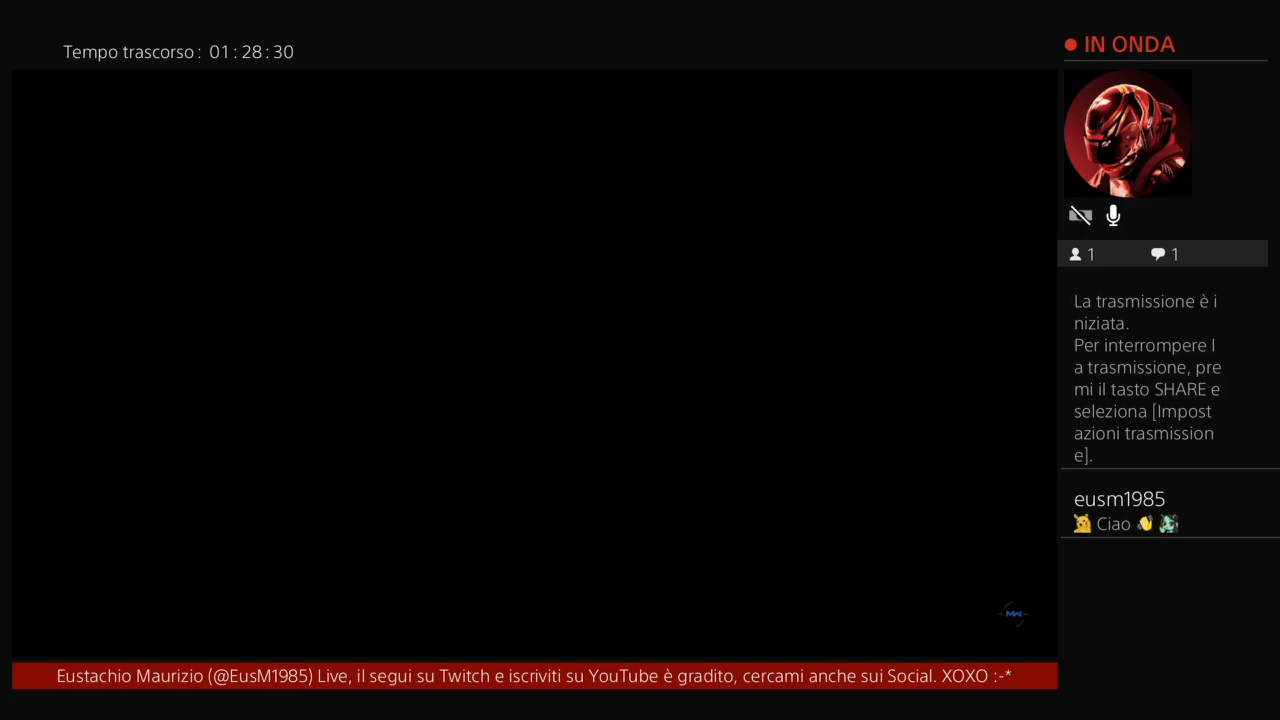 Tempo trascorso: 01:28:30
IN ONDA
1 1
La trasmissione è i
niziata.
Per interrompere l
a trasmissione, pre
mi il tasto SHARE e
seleziona [Impost
azioni trasmission
e].
eusm1985
Ciao
MW
Eustachio Maurizio (@EusM1985) Live, il segui su Twitch e iscriviti su YouTube è gradito, cercami anche sui Social. XOXO :-*